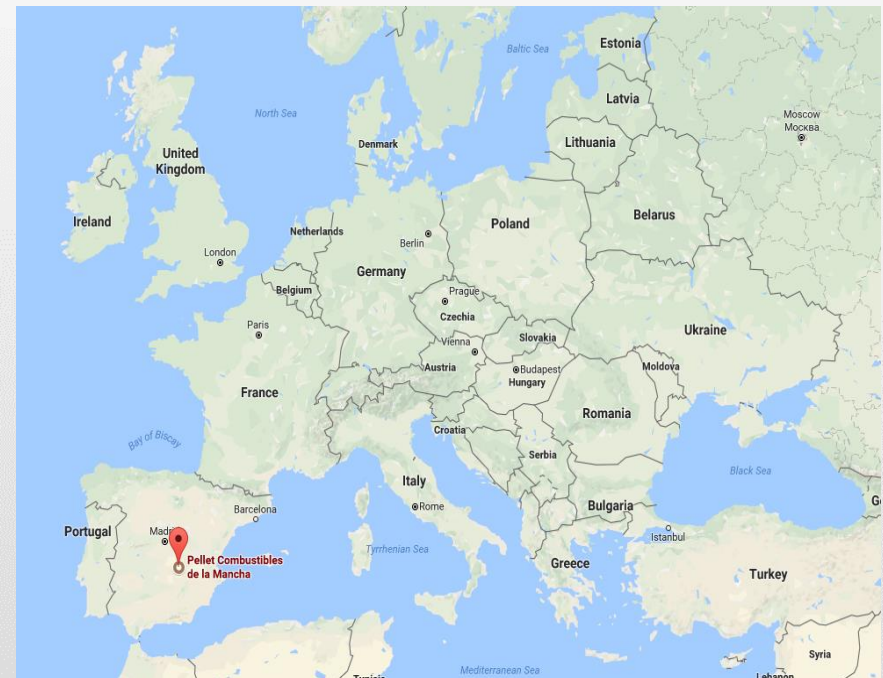 Baltic Sea
Estonia
Latvia
Moscow
Москва
North Sea
Denmark
Lithuania
United
Kingdom
Belarus
Ireland
Poland
Netherlands
Berlin
London
Germany
Belgium
Prague
Czechia
Paris
Ukraine
Slovakia
Vienna
Austria
Budapest
Hungary
Moldova
France
Romania
Croatia
Bay of Biscay
Serbia
Black Sea
Italy
Rome
Bulgaria
Barcelona
Portugal
Istanbul
Tyrrhenian Sea
Pellet Combustibles
de la Mancha
Greece
Turkey
Syria
Mediterranean Sea